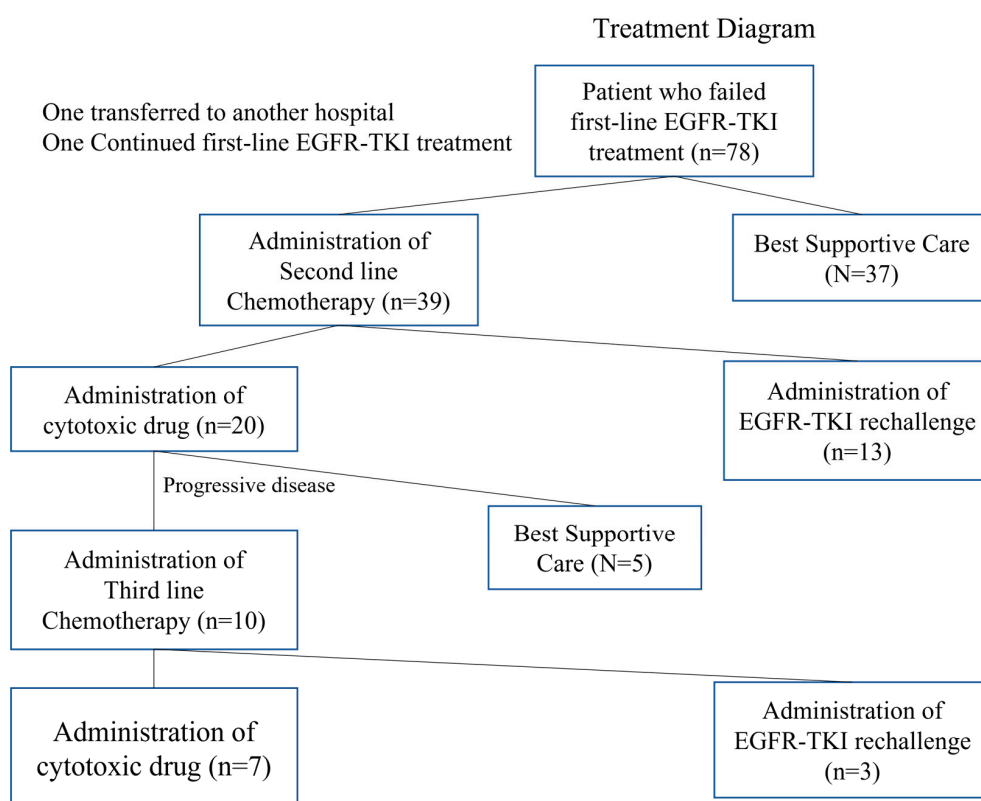 Treatment Diagram
One transferred to another hospital
One Continued first-line EGFR-TKI treatment
Patient who failed
first-line EGFR-TKI
treatment (n=78)
Administration of
Second line
Chemotherapy (n=39)
Best Supportive Care
(N=37)
Administration of
cytotoxic drug (n=20)
Administration of
EGFR-TKI rechallenge
(n=13)
Progressive disease
Best Supportive
Care (N=5)
Administration of
Third line
Chemotherapy (n=10)
Administration of
cytotoxic drug (n=7)
Administration of
EGFR-TKI rechallenge
(n=3)